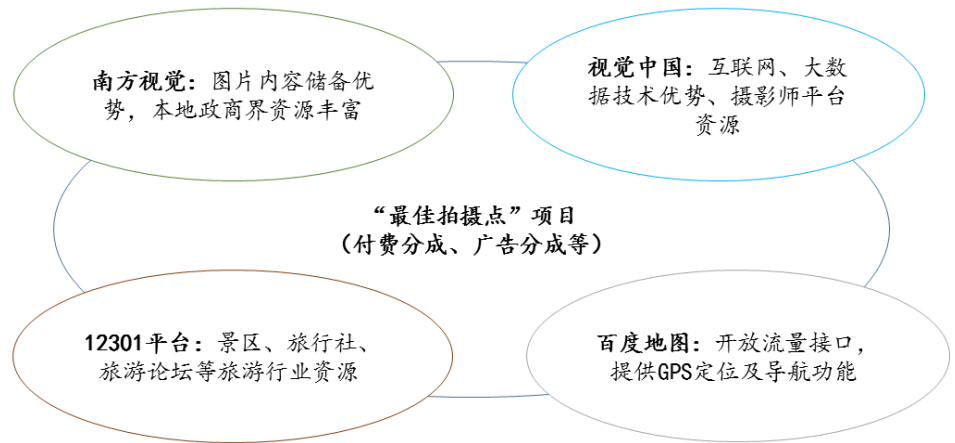 南方视觉：图片内容储备优
势，本地政商界资源丰富
视觉中国：互联网、大数
据技术优势、摄影师平台
资源
“最佳拍摄点”项目
（付费分成、广告分成等）
12301平台：景区、旅行社、
旅游论坛等旅游行业资源
百度地图：开放流量接口，
提供GPS定位及导航功能